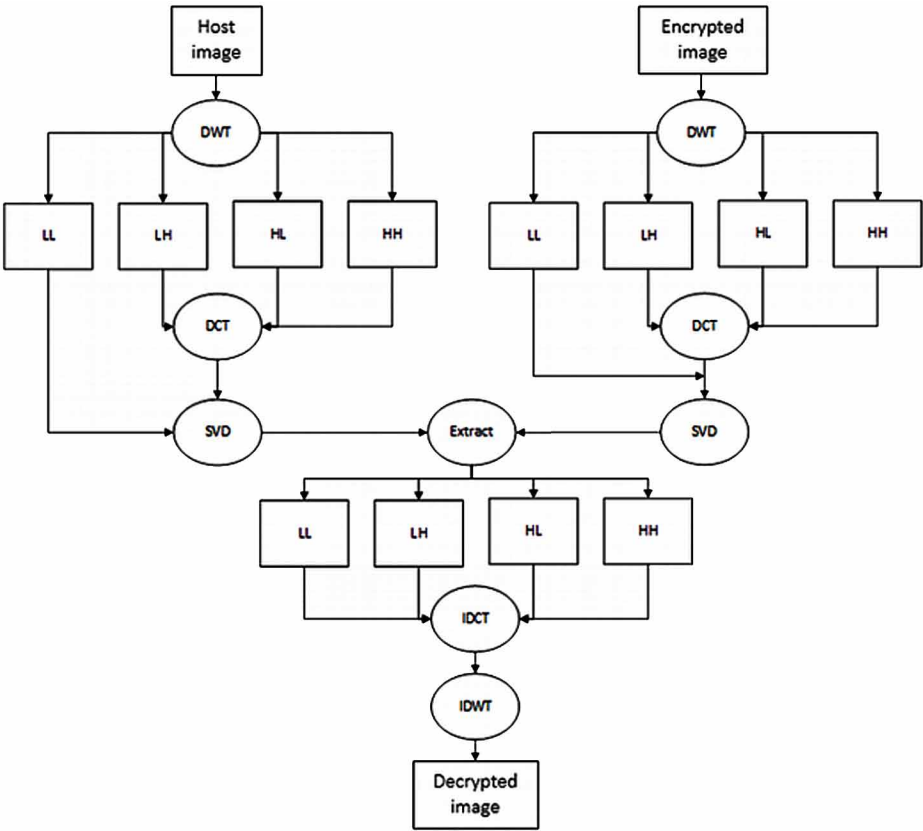 Host
image
Encrypted
image
DWT
DWT
LL
LH
HL
HH
LL
LH
HL
HH
DCT
DCT
SVD
Extract
SVD
LL
LH
HL
HH
IDCT
IDWT
Decrypted
image